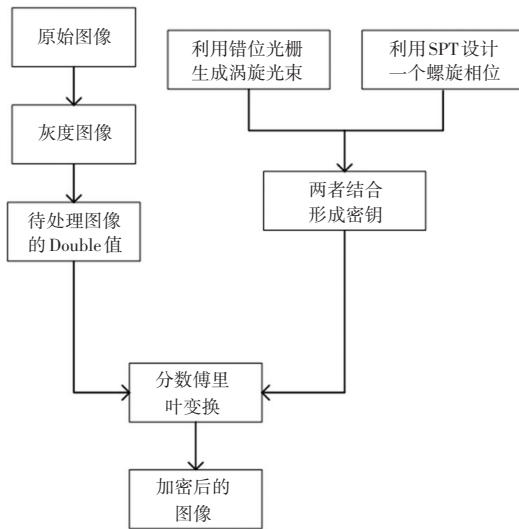 原始图像
灰度图像
待处理图像
的Double值
利用错位光栅
生成涡旋光束
利用SPT设计
一个螺旋相位
两者结合
形成密钥
分数傅里
叶变换
加密后的
图像